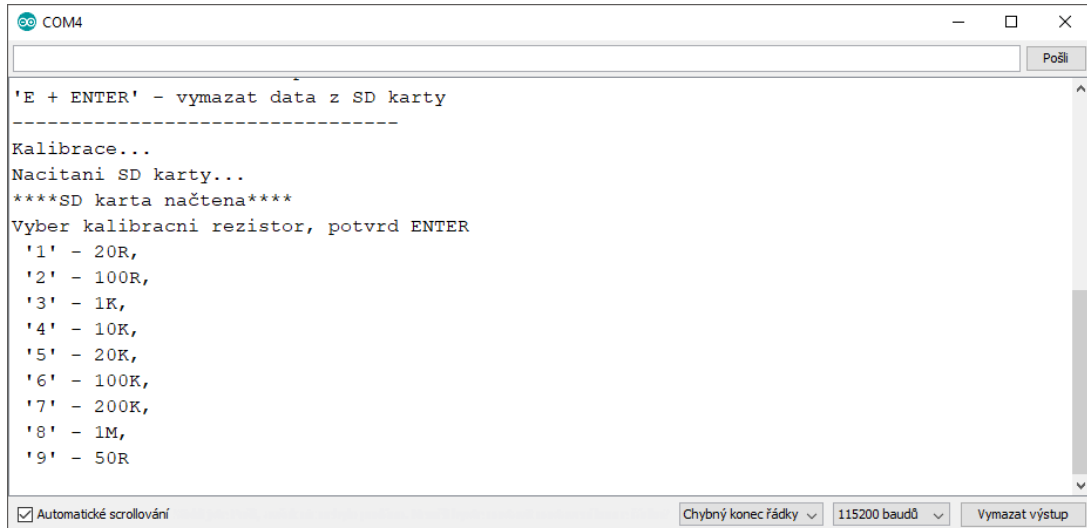 COM4
Pošli
'E + ENTER' - vymazat data z SD karty
---------------------------------
Kalibrace...
Nacitani SD karty...
****SD karta načtena****
Vyber kalibracni rezistor, potvrd ENTER
'1' - 20R,
'2' - 100R,
'3' - 1K,
'4' - 10K,
'5' - 20K,
'6' - 100K,
'7' - 200K,
'8' - 1M,
'9' - 50R
Automatické scrollování
Chybný konec řádky
115200 baudů
Vymazat výstup